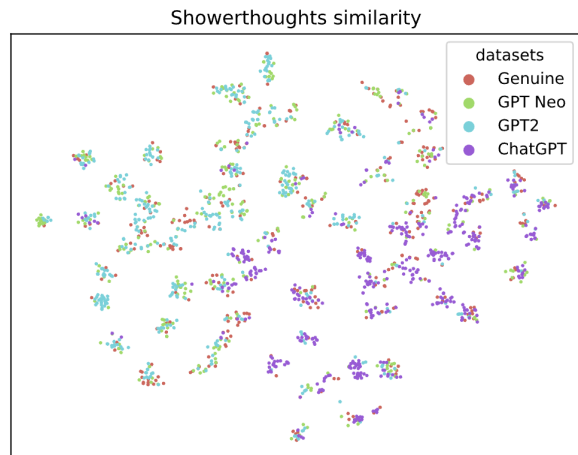 Showerthoughts similarity
datasets
Genuine
GPT Neo
GPT2
ChatGPT